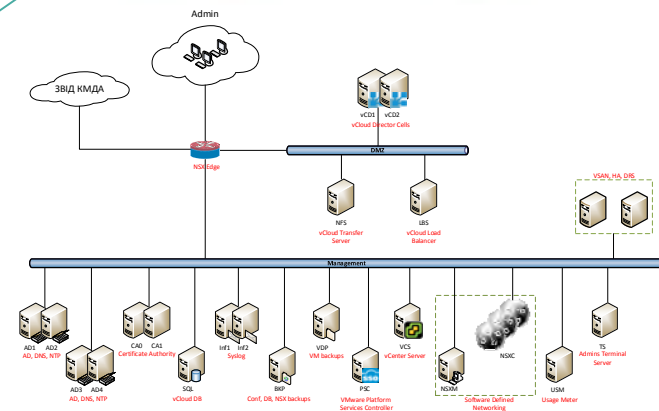 Admin
ЗВІД КМДА
vCD1 vCD2
vCloud Director Cells
NSX Edge
DMZ
VSAN, HA, DRS
NFS
vCloud Transfer
Server
LBS
vCloud Load
Balancer
Management
AD1 AD2
AD, DNS, NTP
AD3 AD4
AD, DNS, NTP
CA0 CA1
Certificate Authority
SQL
vCloud DB
Inf1 Inf2
Syslog
BKP
Conf, DB, NSX backups
VDP
VM backups
SSO
PSC
VMware Platform
Services Controller
VCS
vCenter Server
NSXM
NSXC
Software Defined
Networking
USM
Usage Meter
TS
Admins Terminal
Server